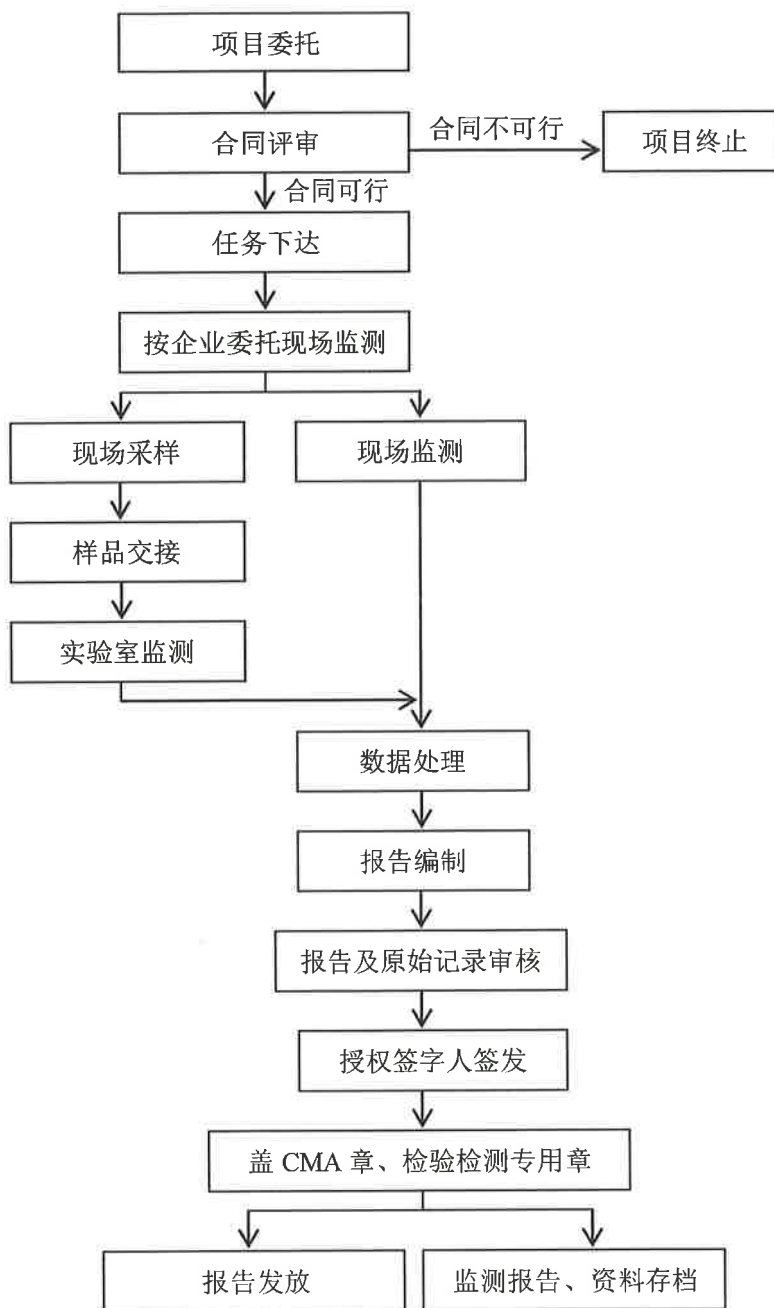 项目委托
合同评审
合同不可行
项目终止
合同可行
任务下达
按企业委托现场监测
现场采样
现场监测
样品交接
实验室监测
数据处理
报告编制
报告及原始记录审核
授权签字人签发
盖 CMA 章、检验检测专用章
报告发放
监测报告、资料存档